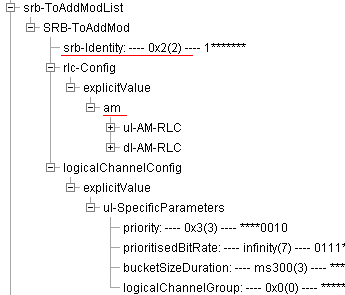 srb-ToAddModList
SRB-ToAddMod
srb-Identity: ---- 0x2(2) ---- 1*******
rlc-Config
explicitValue
am
ul-AM-RLC
dl-AM-RLC
logicalChannelConfig
explicitValue
ul-SpecificParameters
priority: ---- 0x3(3) ---- ****0010
prioritisedBitRate: ---- infinity(7) ---- 0111*
bucketSizeDuration: ---- ms300(3) ---- ***
logicalChannelGroup: ---- 0x0(0) ---- *****